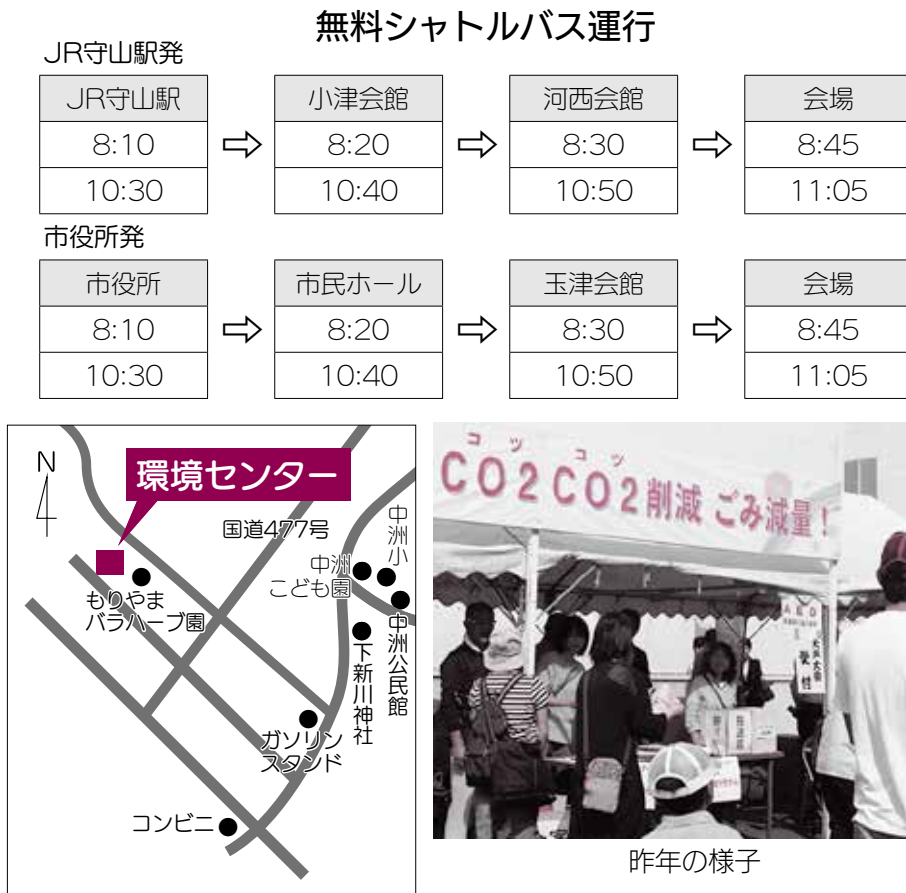 無料シャトルバス運行
JR守山駅発
JR守山駅 小津会館 河西会館 会場
8:10 ⇨ 8:20 ⇨ 8:30 ⇨ 8:45
10:30 10:40 10:50 11:05
市役所発
市役所 市民ホール 玉津会館 会場
8:10 ⇨ 8:20 ⇨ 8:30 ⇨ 8:45
10:30 10:40 10:50 11:05
N
環境センター
国道477号
中洲小
中洲
こども園
もりやま
バラハーブ園
中洲公民館
下新川神社
ガソリン
スタンド
コンビニ
コツ コツ
CO2 CO2削減 ごみ減量!
受付
昨年の様子